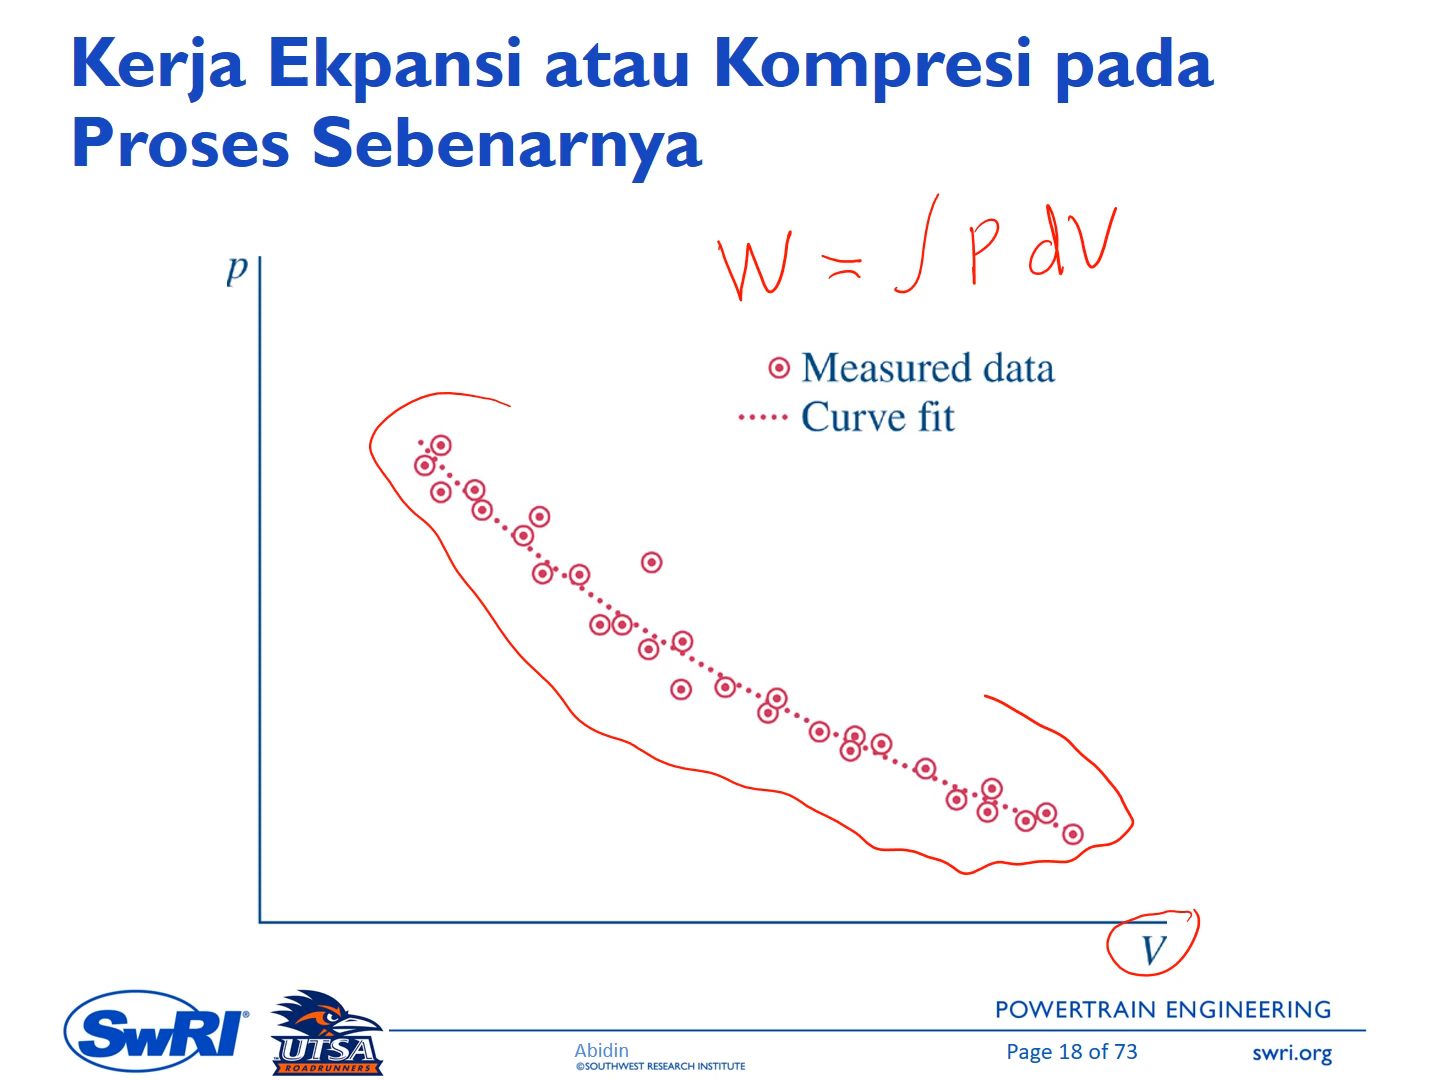 Kerja Ekpansi atau Kompresi pada
Proses Sebenarnya
W = ∫ P dV
p
Measured data
Curve fit
V
SwRI®
UTSA
ROADRUNNERS
POWERTRAIN ENGINEERING
Abidin
©SOUTHWEST RESEARCH INSTITUTE
Page 18 of 73
swri.org